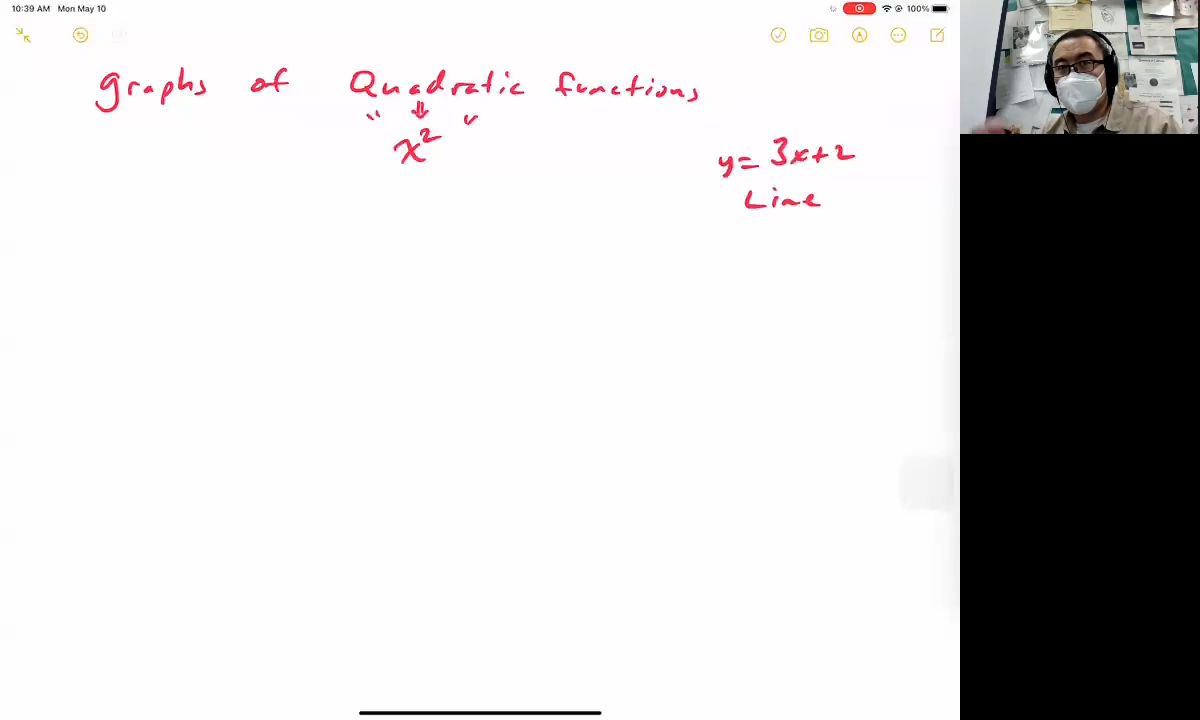 10:39 AM Mon May 10
100%
graphs of Quadratic functions
" "
x²
y = 3x+2
Line